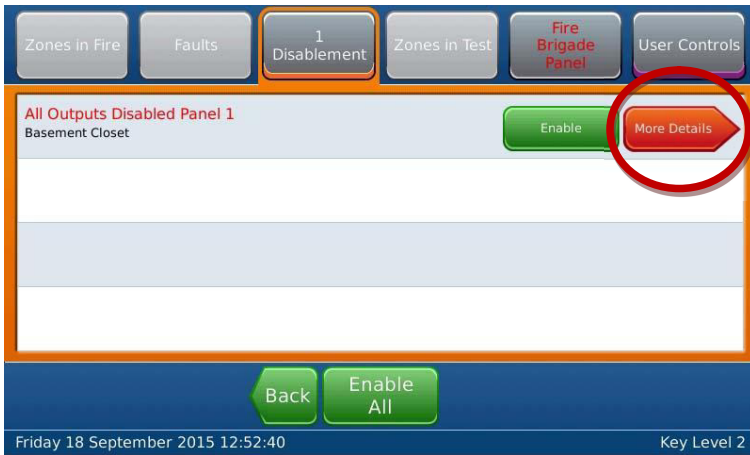 Zones in Fire
Faults
1
Disablement
Zones In Test
Fire
Brigade
Panel
User Controls
All Outputs Disabled Panel 1
Basement Closet
Enable
More Details
Back
Enable
All
Friday 18 September 2015 12:52:40
Key Level 2